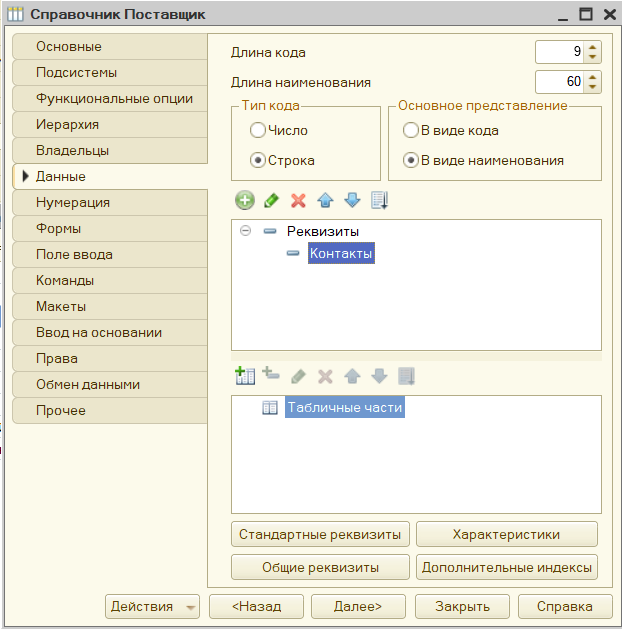 Справочник Поставщик
Основные
Подсистемы
Функциональные опции
Иерархия
Владельцы
Данные
Нумерация
Формы
Поле ввода
Команды
Макеты
Ввод на основании
Права
Обмен данными
Прочее
Длина кода 9
Длина наименования 60
Тип кода
Число
Строка
Основное представление
В виде кода
В виде наименования
Реквизиты
Контакты
Табличные части
Стандартные реквизиты Характеристики
Общие реквизиты Дополнительные индексы
Действия <Назад Далее> Закрыть Справка